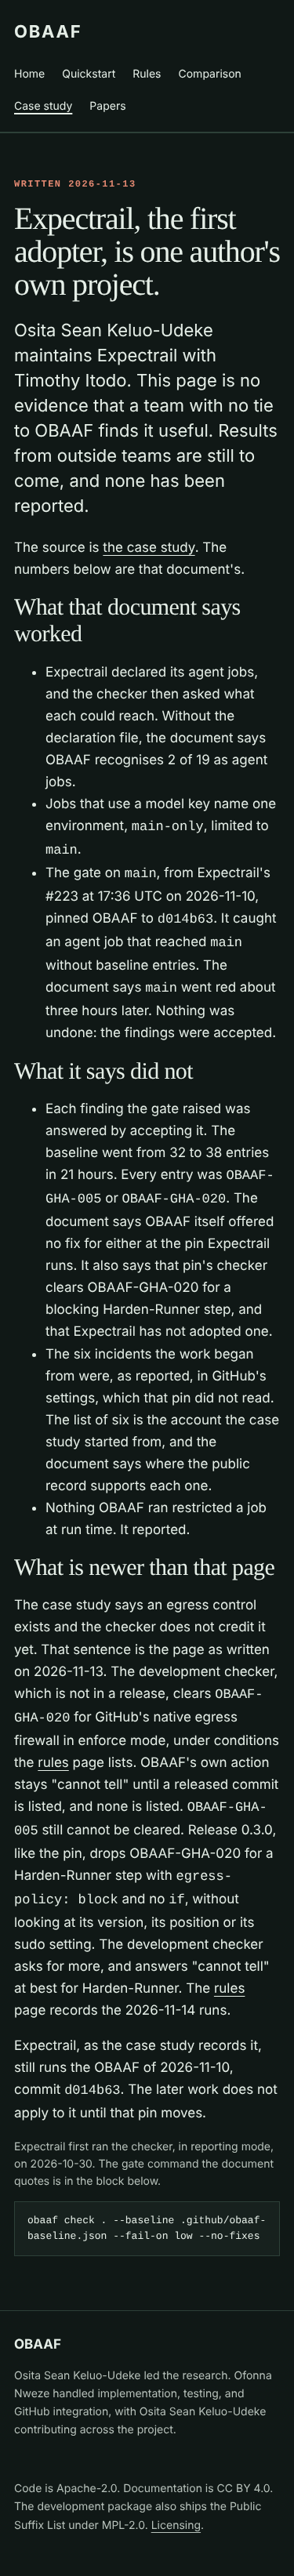 OBAAF
Home Quickstart Rules Comparison
Case study Papers
WRITTEN 2026-11-13
Expectrail, the first
adopter, is one author's
own project.
Osita Sean Keluo-Udeke
maintains Expectrail with
Timothy Itodo. This page is no
evidence that a team with no tie
to OBAAF finds it useful. Results
from outside teams are still to
come, and none has been
reported.
The source is the case study. The
numbers below are that document's.
What that document says
worked
• Expectrail declared its agent jobs,
and the checker then asked what
each could reach. Without the
declaration file, the document says
OBAAF recognises 2 of 19 as agent
jobs.
• Jobs that use a model key name one
environment, main-only, limited to
main.
• The gate on main, from Expectrail's
#223 at 17:36 UTC on 2026-11-10,
pinned OBAAF to d014b63. It caught
an agent job that reached main
without baseline entries. The
document says main went red about
three hours later. Nothing was
undone: the findings were accepted.
What it says did not
• Each finding the gate raised was
answered by accepting it. The
baseline went from 32 to 38 entries
in 21 hours. Every entry was OBAAF-
GHA-005 or OBAAF-GHA-020. The
document says OBAAF itself offered
no fix for either at the pin Expectrail
runs. It also says that pin's checker
clears OBAAF-GHA-020 for a
blocking Harden-Runner step, and
that Expectrail has not adopted one.
• The six incidents the work began
from were, as reported, in GitHub's
settings, which that pin did not read.
The list of six is the account the case
study started from, and the
document says where the public
record supports each one.
• Nothing OBAAF ran restricted a job
at run time. It reported.
What is newer than that page
The case study says an egress control
exists and the checker does not credit it
yet. That sentence is the page as written
on 2026-11-13. The development checker,
which is not in a release, clears OBAAF-
GHA-020 for GitHub's native egress
firewall in enforce mode, under conditions
the rules page lists. OBAAF's own action
stays "cannot tell" until a released commit
is listed, and none is listed. OBAAF-GHA-
005 still cannot be cleared. Release 0.3.0,
like the pin, drops OBAAF-GHA-020 for a
Harden-Runner step with egress-
policy: block and no if, without
looking at its version, its position or its
sudo setting. The development checker
asks for more, and answers "cannot tell"
at best for Harden-Runner. The rules
page records the 2026-11-14 runs.
Expectrail, as the case study records it,
still runs the OBAAF of 2026-11-10,
commit d014b63. The later work does not
apply to it until that pin moves.
Expectrail first ran the checker, in reporting mode,
on 2026-10-30. The gate command the document
quotes is in the block below.
obaaf check . --baseline .github/obaaf-
baseline.json --fail-on low --no-fixes
OBAAF
Osita Sean Keluo-Udeke led the research. Ofonna
Nweze handled implementation, testing, and
GitHub integration, with Osita Sean Keluo-Udeke
contributing across the project.
Code is Apache-2.0. Documentation is CC BY 4.0.
The development package also ships the Public
Suffix List under MPL-2.0. Licensing.